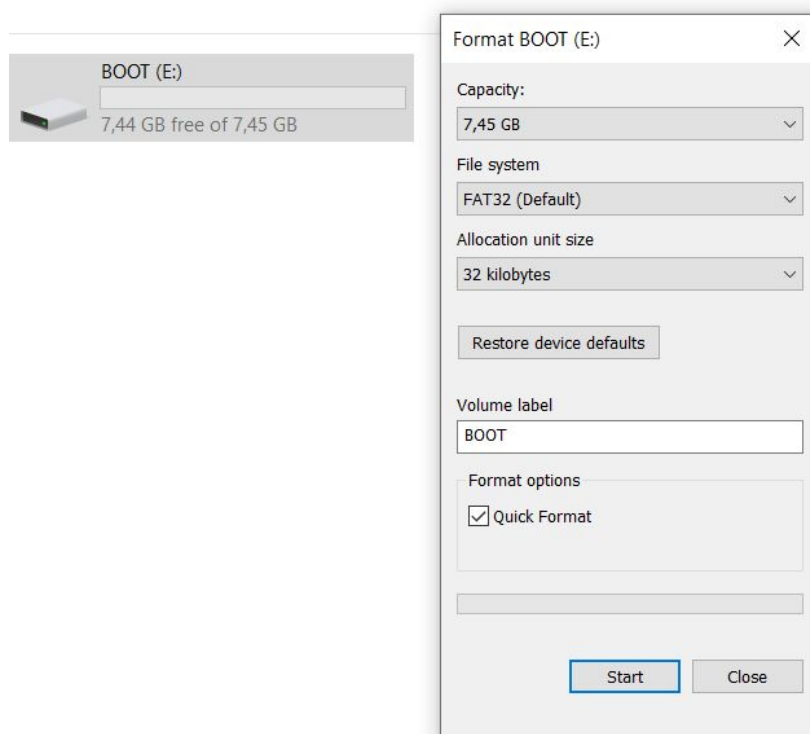 BOOT (E:)
7,44 GB free of 7,45 GB
Format BOOT (E:)
Capacity:
7,45 GB
File system
FAT32 (Default)
Allocation unit size
32 kilobytes
Restore device defaults
Volume label
BOOT
Format options
Quick Format
Start
Close